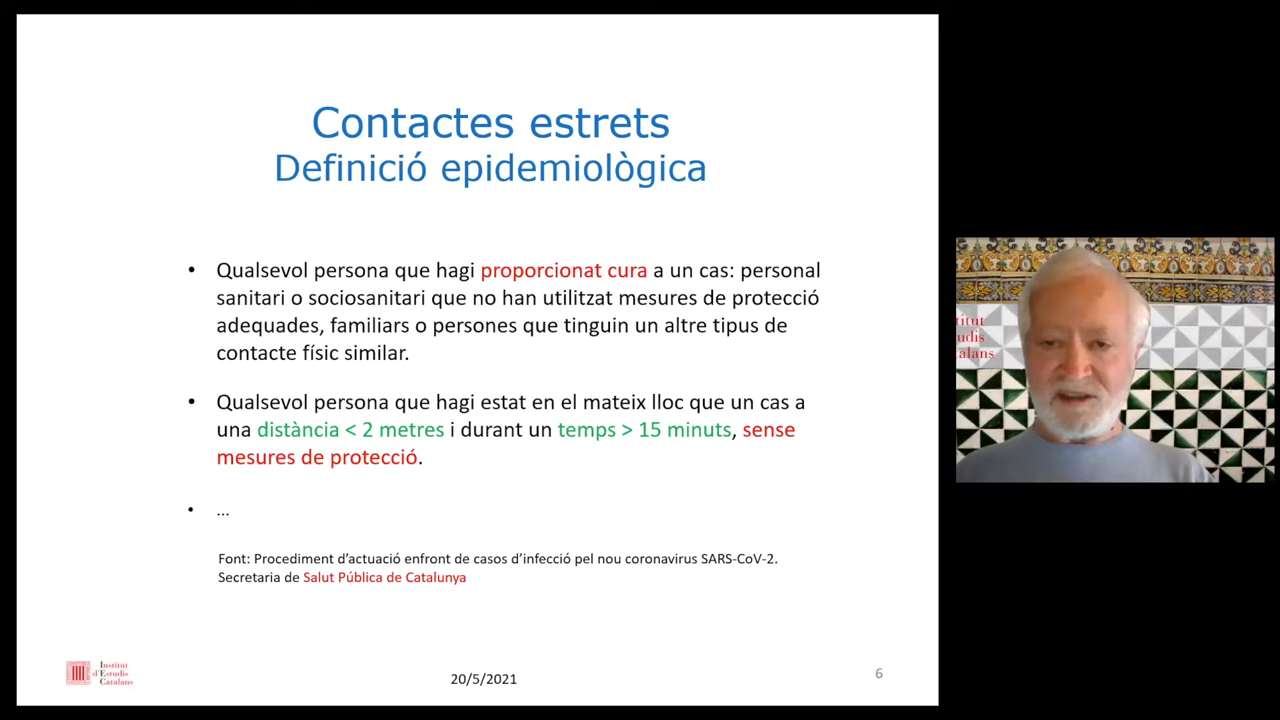 Contactes estrets
Definició epidemiològica
• Qualsevol persona que hagi proporcionat cura a un cas: personal
sanitari o sociosanitari que no han utilitzat mesures de protecció
adequades, familiars o persones que tinguin un altre tipus de
contacte físic similar.
• Qualsevol persona que hagi estat en el mateix lloc que un cas a
una distància < 2 metres i durant un temps > 15 minuts, sense
mesures de protecció.
• ...
Font: Procediment d’actuació enfront de casos d’infecció pel nou coronavirus SARS-CoV-2.
Secretaria de Salut Pública de Catalunya
Institut
d'Estudis
Catalans
20/5/2021
6
titut
udis
alans